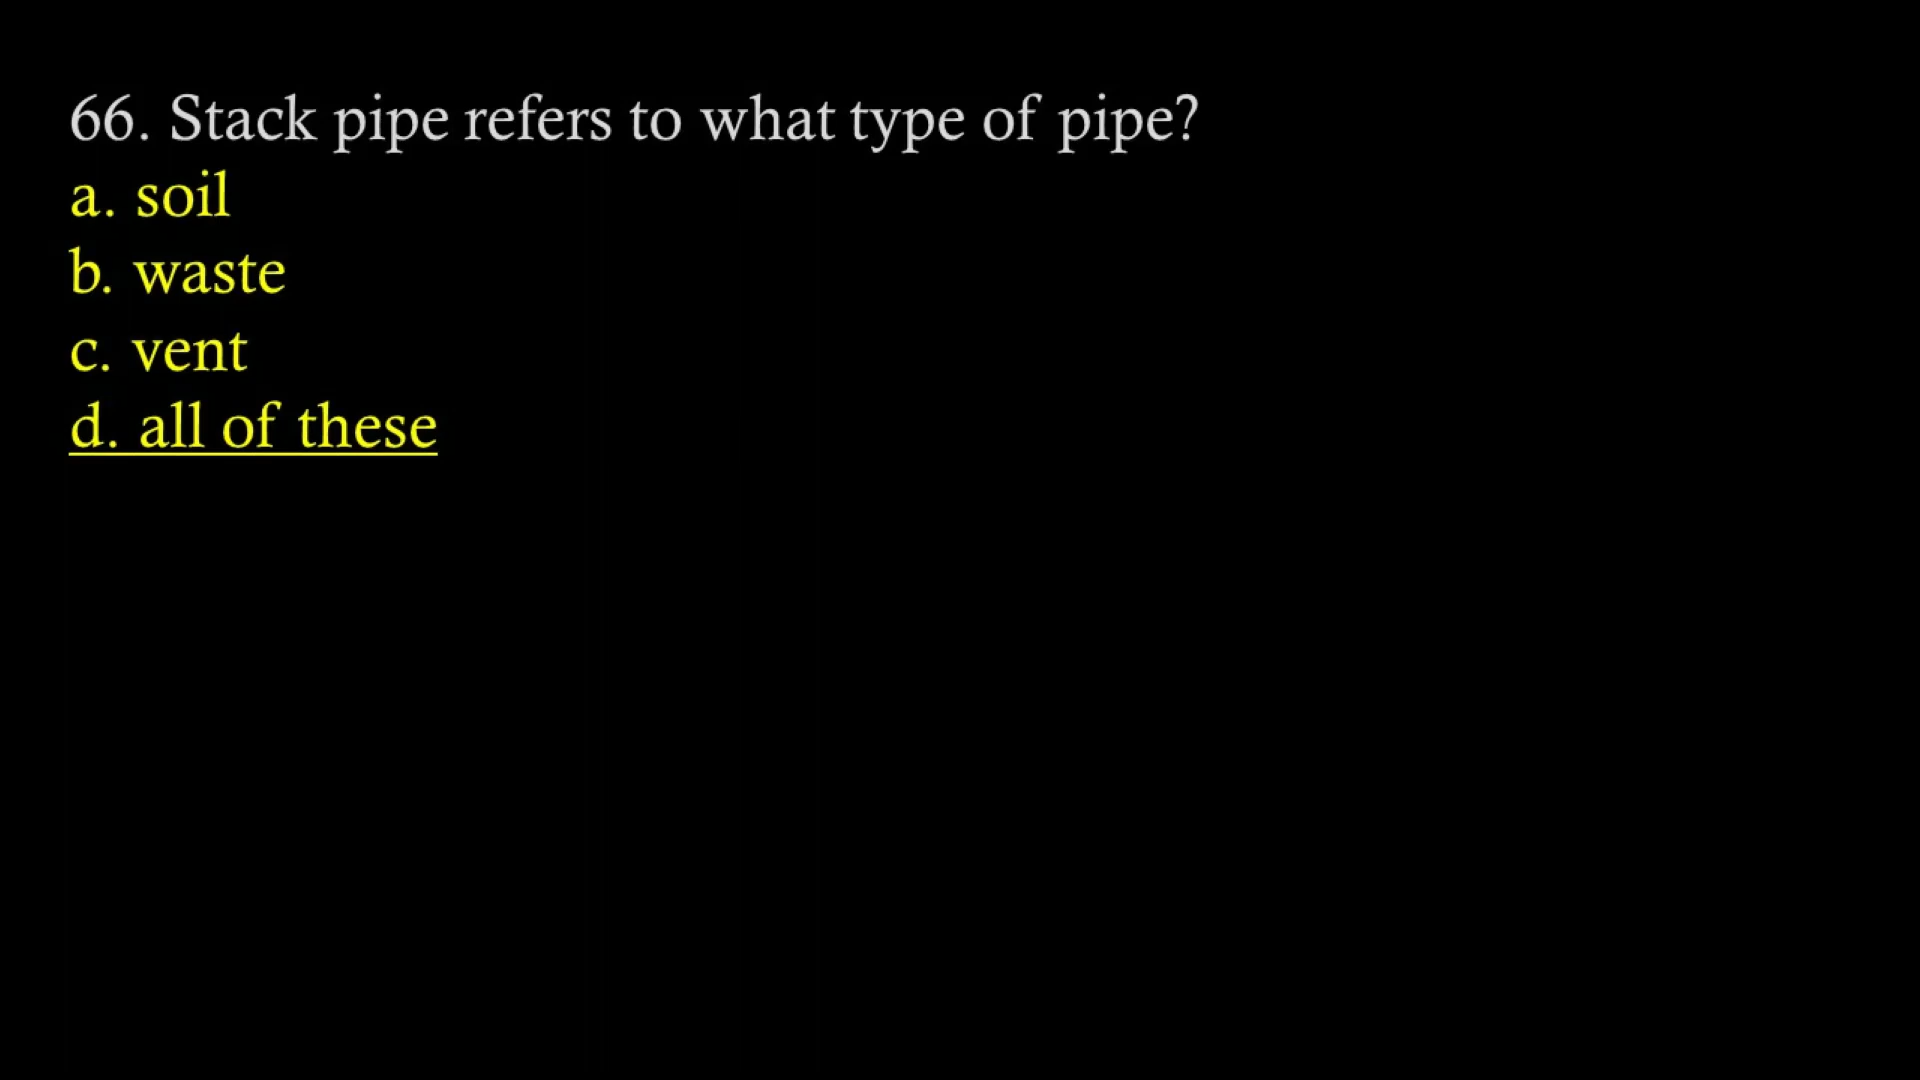 66. Stack pipe refers to what type of pipe?
a. soil
b. waste
c. vent
d. all of these